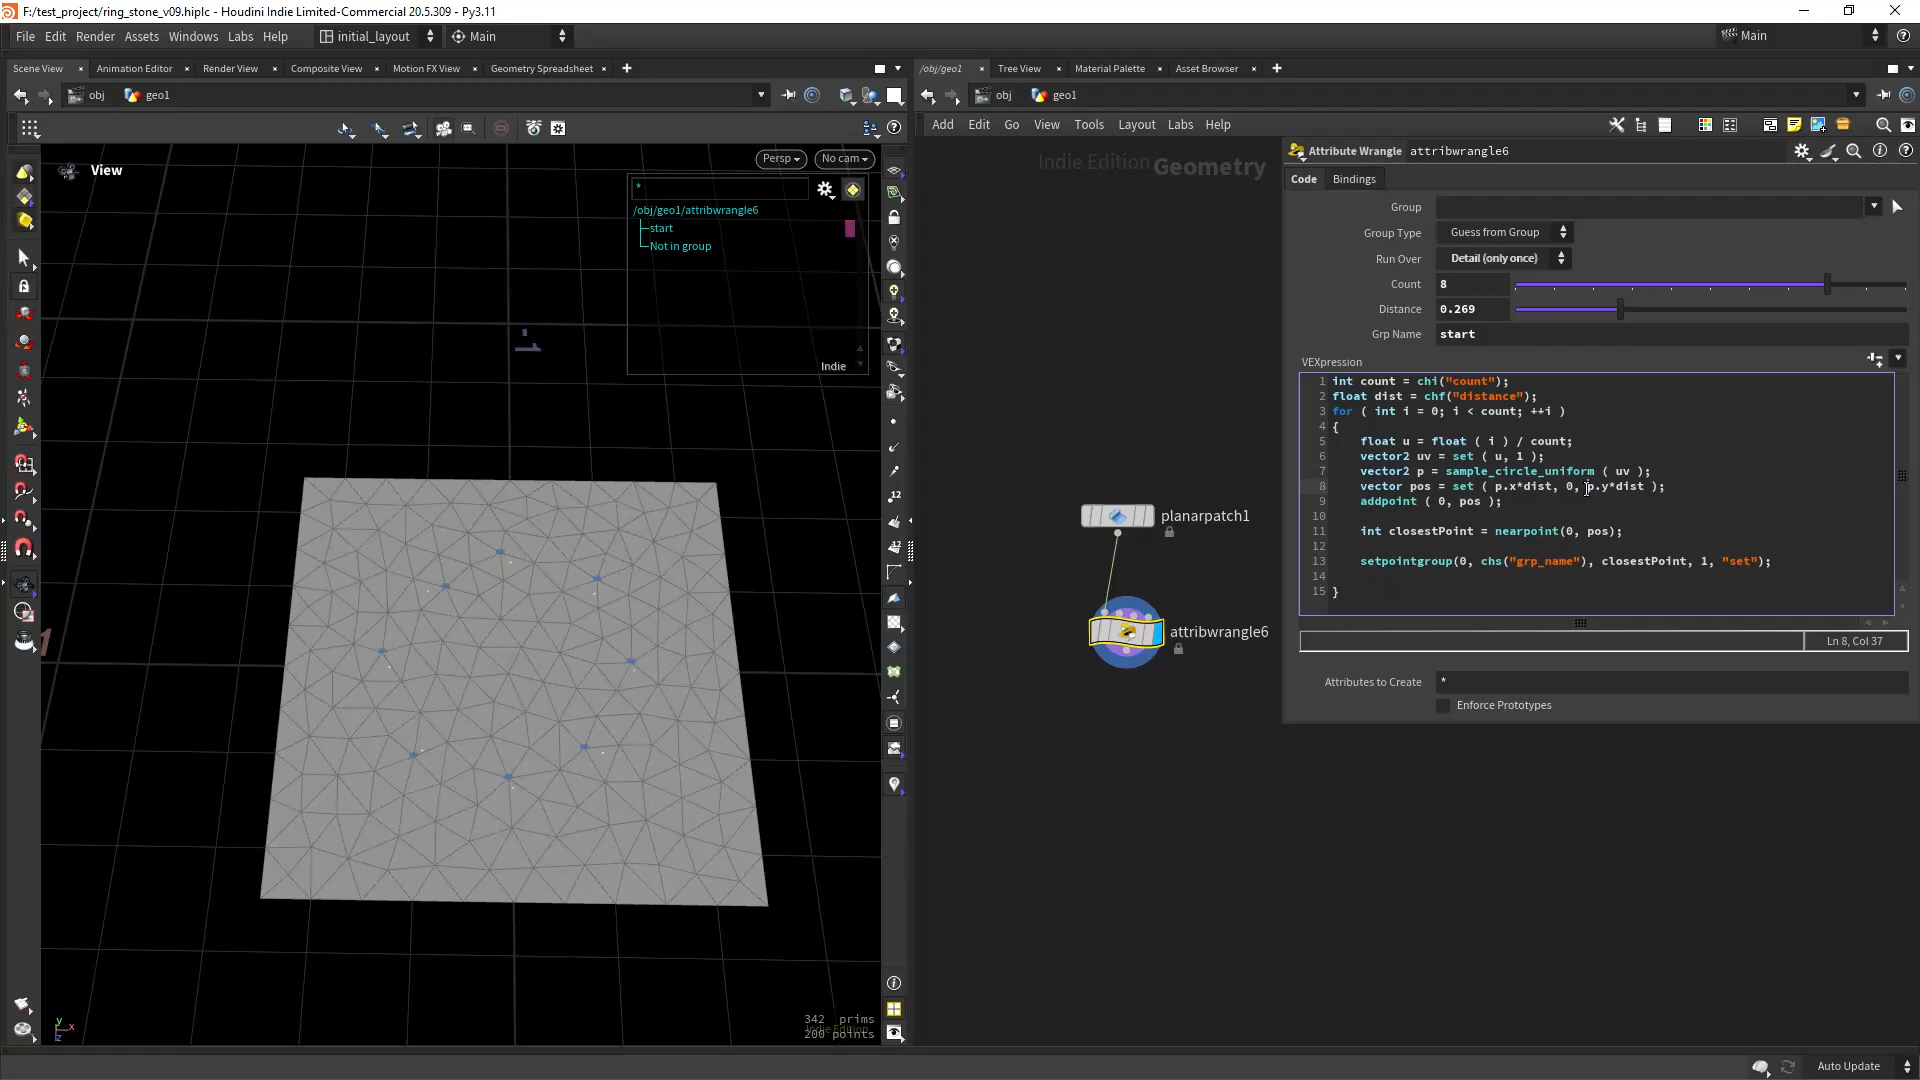 F:/test_project/ring_stone_v09.hiplc - Houdini Indie Limited-Commercial 20.5.309 - Py3.11
File Edit Render Assets Windows Labs Help initial_layout Main Main
Scene View Animation Editor Render View Composite View Motion FX View Geometry Spreadsheet
/obj/geo1 Tree View Material Palette Asset Browser
obj geo1
obj geo1
Add Edit Go View Tools Layout Labs Help
View
Persp No cam
*
/obj/geo1/attribwrangle6
start
Not in group
Indie
Indie Edition Geometry
planarpatch1
attribwrangle6
Attribute Wrangle attribwrangle6
Code Bindings
Group
Group Type Guess from Group
Run Over Detail (only once)
Count 8
Distance 0.269
Grp Name start
VEXpression
1 int count = chi("count");
2 float dist = chf("distance");
3 for ( int i = 0; i < count; ++i )
4 {
5 float u = float ( i ) / count;
6 vector2 uv = set ( u, 1 );
7 vector2 p = sample_circle_uniform ( uv );
8 vector pos = set ( p.x*dist, 0, p.y*dist );
9 addpoint ( 0, pos );
10
11 int closestPoint = nearpoint(0, pos);
12
13 setpointgroup(0, chs("grp_name"), closestPoint, 1, "set");
14
15 }
Ln 8, Col 37
Attributes to Create *
Enforce Prototypes
342 prims
Indie Edition
200 points
y
x
z
.12
12
Auto Update